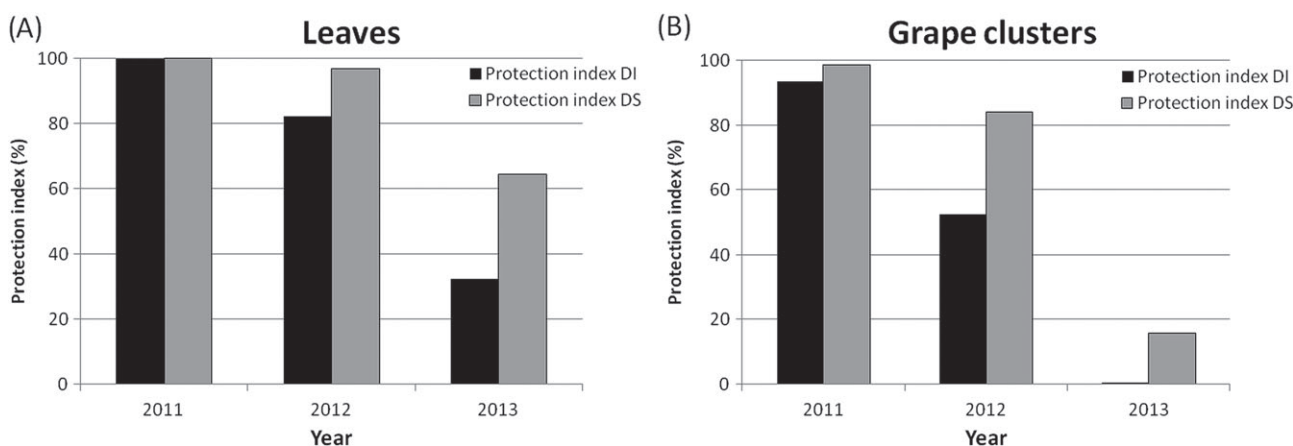 (A)
Leaves
Protection index (%)
100
80
60
40
20
0
Protection index DI
Protection index DS
2011
2012
2013
Year
(B)
Grape clusters
Protection index (%)
100
80
60
40
20
0
Protection index DI
Protection index DS
2011
2012
2013
Year